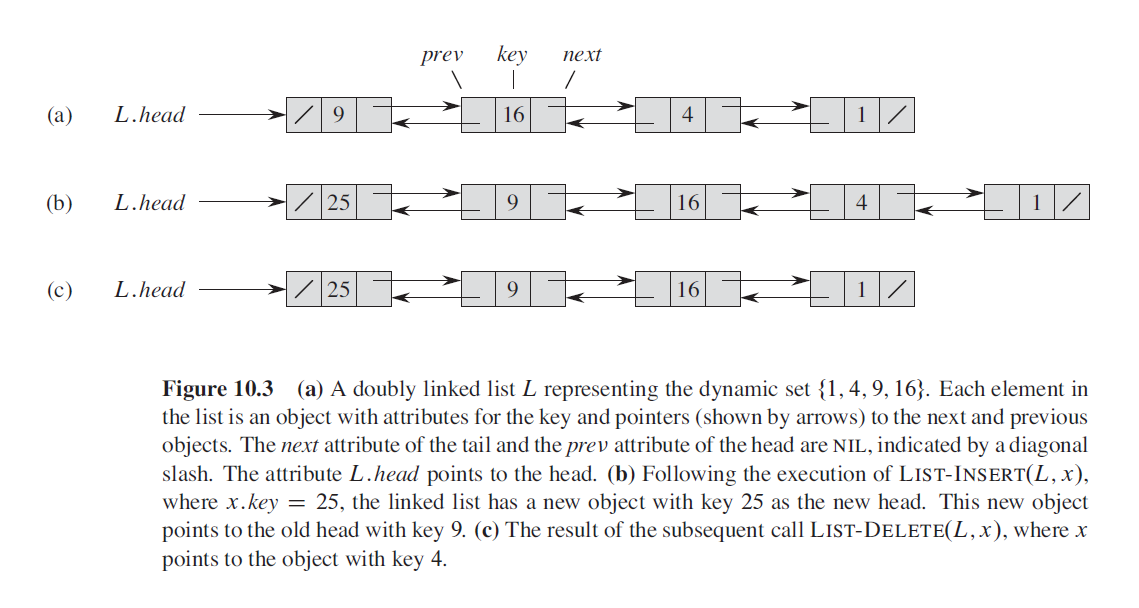 prev key next
(a) L.head / 9 16 4 1 /
(b) L.head / 25 9 16 4 1 /
(c) L.head / 25 9 16 1 /
Figure 10.3 (a) A doubly linked list L representing the dynamic set {1, 4, 9, 16}. Each element in
the list is an object with attributes for the key and pointers (shown by arrows) to the next and previous
objects. The next attribute of the tail and the prev attribute of the head are NIL, indicated by a diagonal
slash. The attribute L.head points to the head. (b) Following the execution of LIST-INSERT(L, x),
where x.key = 25, the linked list has a new object with key 25 as the new head. This new object
points to the old head with key 9. (c) The result of the subsequent call LIST-DELETE(L, x), where x
points to the object with key 4.